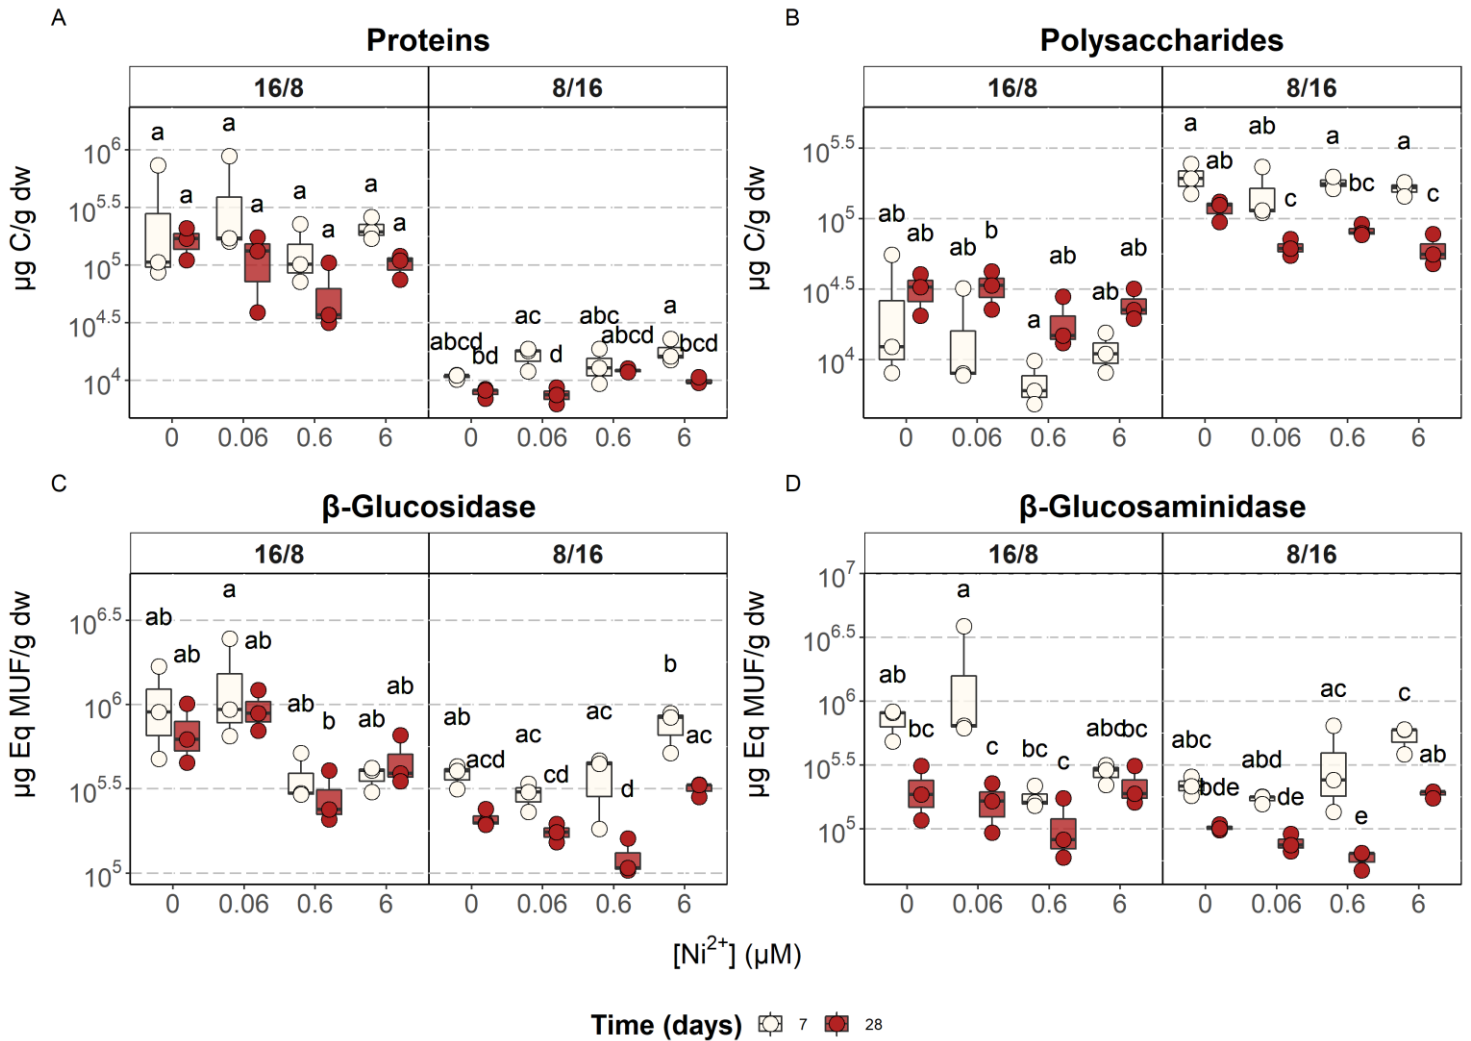 A
B
Proteins
Polysaccharides
16/8
8/16
16/8
8/16
µg C/g dw
10^6
10^5.5
10^5
10^4.5
10^4
a
a
a
a
a
a
a
a
abcd
bd
ac
d
abc
abcd
a
bcd
0
0.06
0.6
6
0
0.06
0.6
6
µg C/g dw
10^5.5
10^5
10^4.5
10^4
ab
ab
ab
b
a
ab
ab
ab
a
ab
ab
c
a
bc
a
c
0
0.06
0.6
6
0
0.06
0.6
6
C
D
β-Glucosidase
β-Glucosaminidase
16/8
8/16
16/8
8/16
µg Eq MUF/g dw
10^6.5
10^6
10^5.5
10^5
ab
ab
a
ab
ab
b
ab
ab
ab
acd
ac
cd
ac
d
b
ac
0
0.06
0.6
6
0
0.06
0.6
6
µg Eq MUF/g dw
10^7
10^6.5
10^6
10^5.5
10^5
ab
bc
a
c
bc
c
abc
bc
abc
bde
abd
de
ac
e
c
ab
0
0.06
0.6
6
0
0.06
0.6
6
[Ni2+] (µM)
Time (days) 7 28